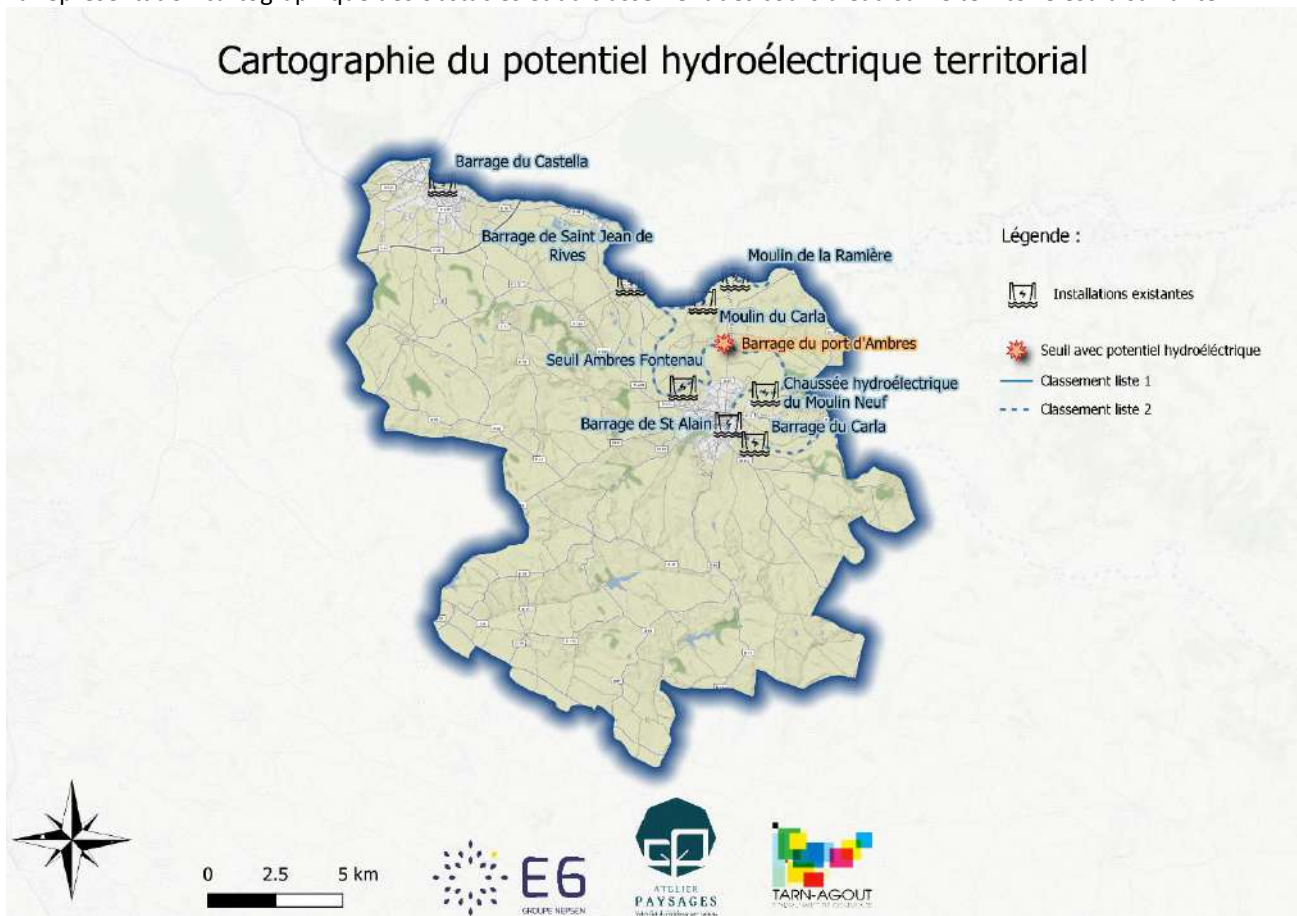 Cartographie du potentiel hydroélectrique territorial
Barrage du Castella
Barrage de Saint Jean de
Rives
Moulin de la Ramière
Moulin du Carla
Barrage du port d'Ambres
Seuil Ambres Fontenau
Chaussée hydroélectrique
du Moulin Neuf
Barrage de St Alain
Barrage du Carla
Légende :
Installations existantes
Seuil avec potentiel hydroéléctrique
Classement liste 1
Classement liste 2
0 2.5 5 km
E6
GROUPE NEPSEN
ATELIER
PAYSAGES
TARN-AGOUT